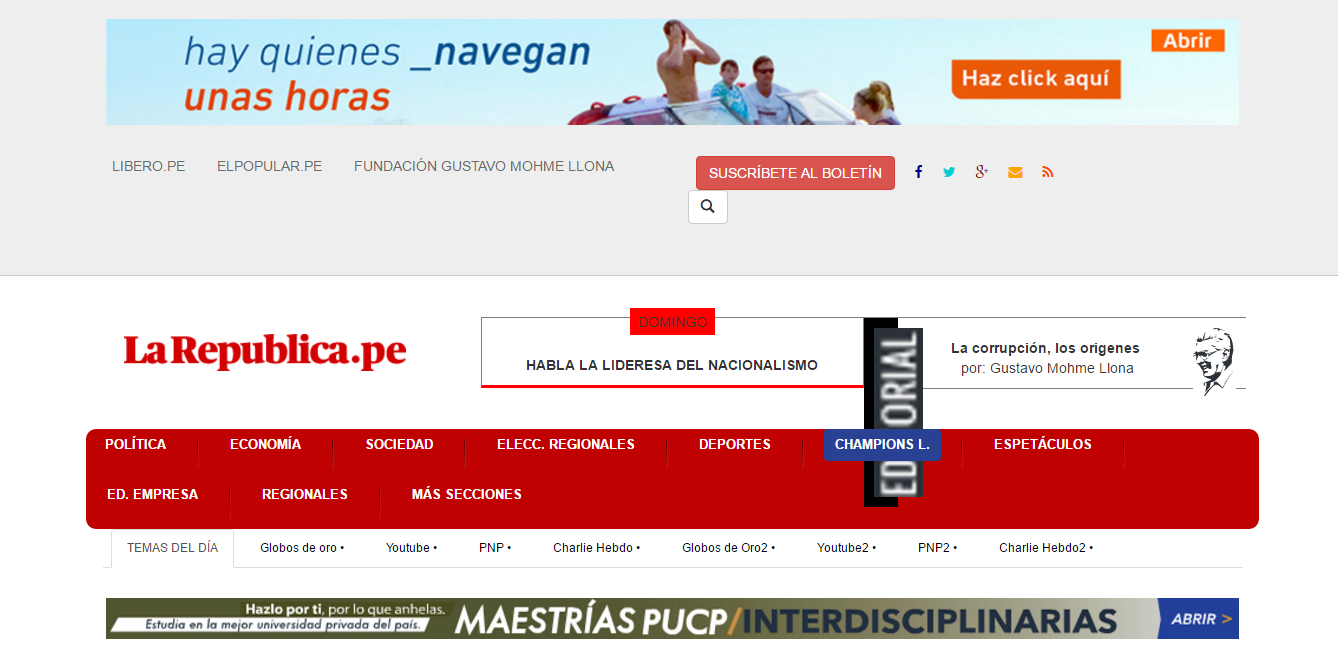 hay quienes _navegan
unas horas
Abrir
Haz click aquí
LIBERO.PE ELPOPULAR.PE FUNDACIÓN GUSTAVO MOHME LLONA SUSCRÍBETE AL BOLETÍN
LaRepublica.pe
DOMINGO
HABLA LA LIDERESA DEL NACIONALISMO
EDITORIAL
La corrupción, los origenes
por: Gustavo Mohme Llona
POLÍTICA ECONOMÍA SOCIEDAD ELECC. REGIONALES DEPORTES CHAMPIONS L. ESPETÁCULOS
ED. EMPRESA REGIONALES MÁS SECCIONES
TEMAS DEL DÍA Globos de oro • Youtube • PNP • Charlie Hebdo • Globos de Oro2 • Youtube2 • PNP2 • Charlie Hebdo2 •
Hazlo por ti, por lo que anhelas.
Estudia en la mejor universidad privada del país.
MAESTRÍAS PUCP/INTERDISCIPLINARIAS
ABRIR >